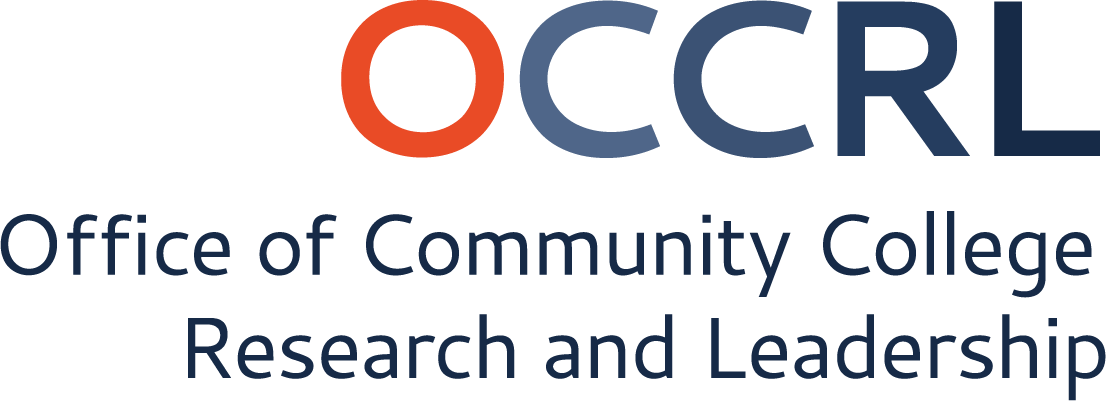 OCCRL
Office of Community College
Research and Leadership